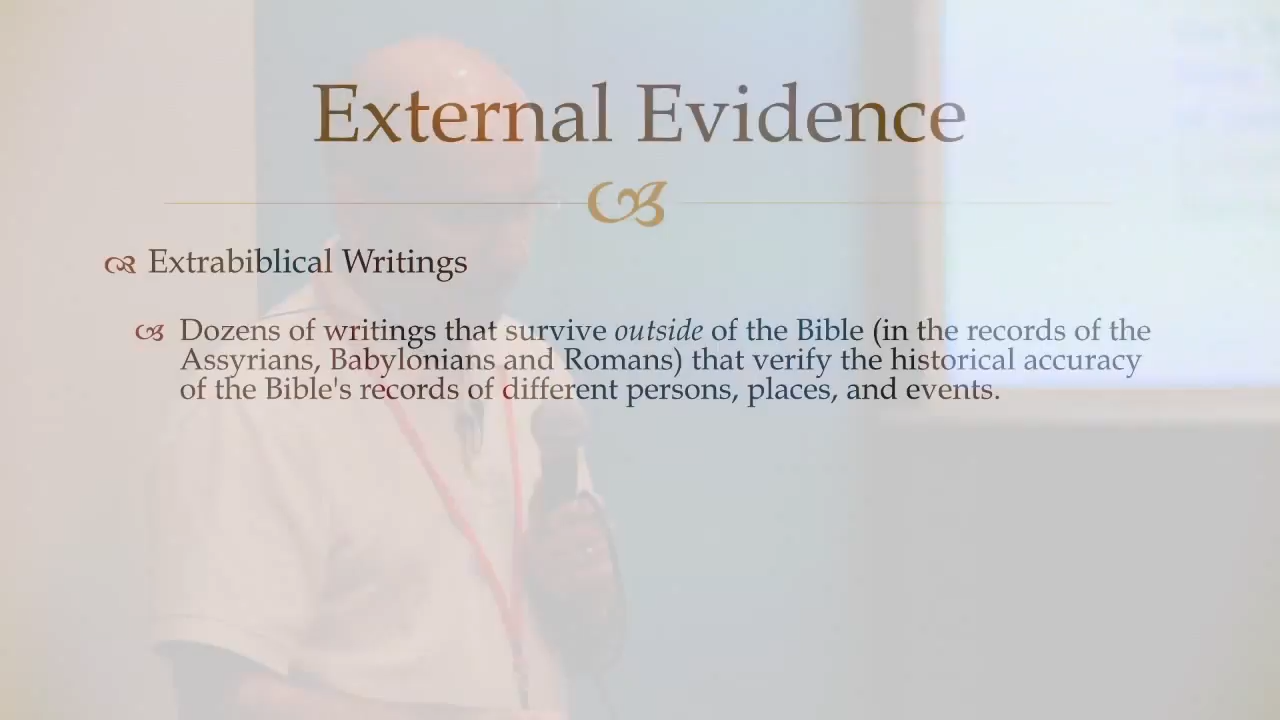 External Evidence
Extrabiblical Writings
Dozens of writings that survive outside of the Bible (in the records of the
Assyrians, Babylonians and Romans) that verify the historical accuracy
of the Bible's records of different persons, places, and events.